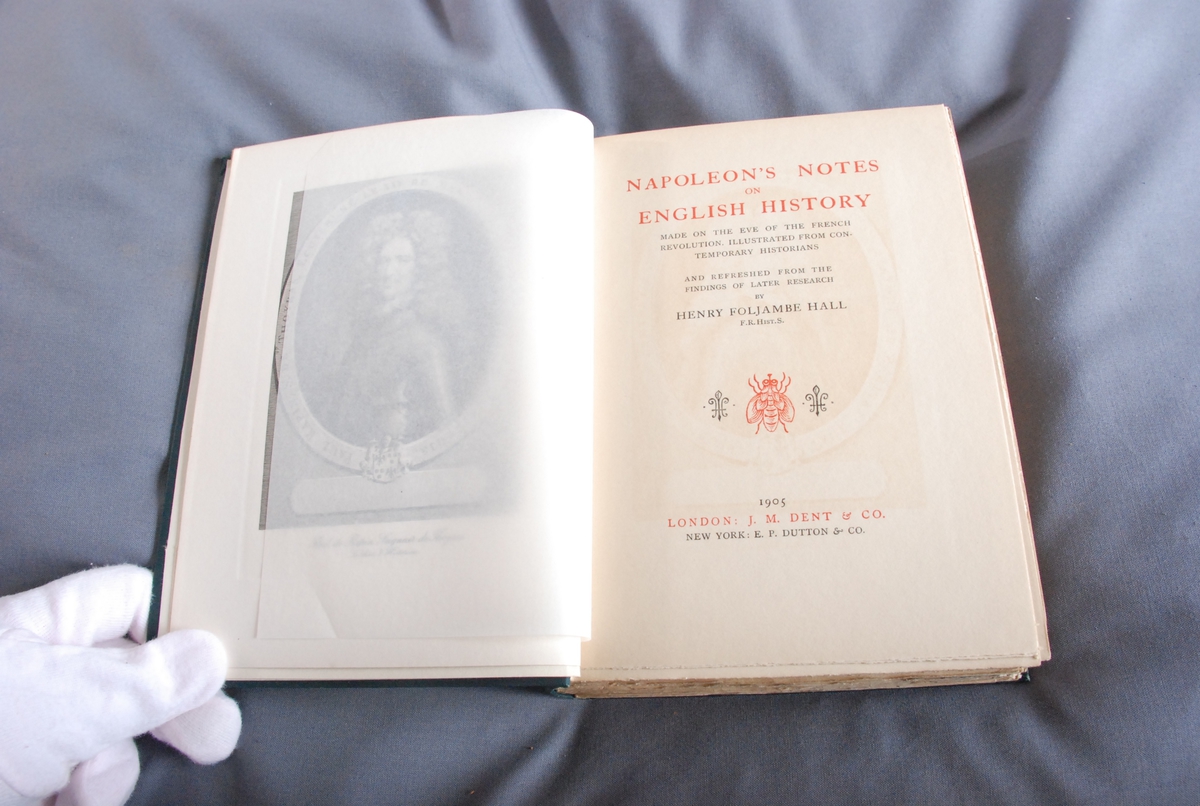 NAPOLEON'S NOTES
ON
ENGLISH HISTORY
MADE ON THE EVE OF THE FRENCH
REVOLUTION, ILLUSTRATED FROM CON-
TEMPORARY HISTORIANS
AND REFRESHED FROM THE
FINDINGS OF LATER RESEARCH
BY
HENRY FOLJAMBE HALL
F.R.HIST.S.
1905
LONDON: J. M. DENT & CO.
NEW YORK: E. P. DUTTON & CO.